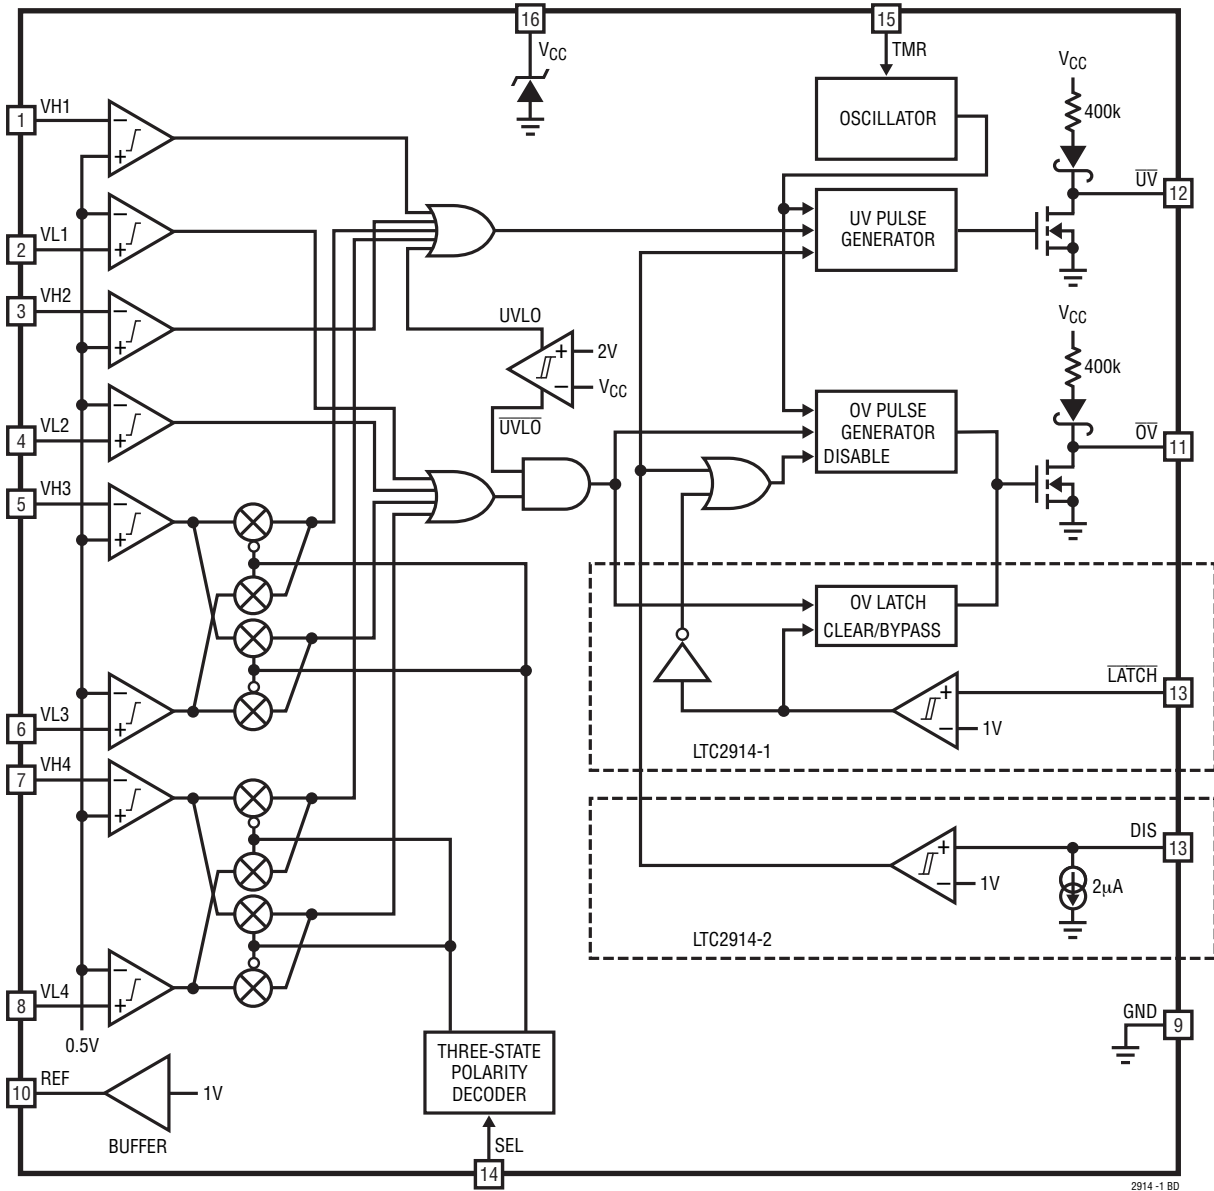 16
VCC
15
TMR
VCC
400k
OSCILLATOR
1
VH1
−
+
UV
12
−
+
2
VL1
UV PULSE
GENERATOR
3
VH2
−
+
UVLO
+
−
2V
VCC
UVLO
VCC
400k
OV
11
4
VL2
−
+
OV PULSE
GENERATOR
DISABLE
5
VH3
−
+
OV LATCH
CLEAR/BYPASS
LATCH
13
+
−
1V
LTC2914-1
6
VL3
−
+
7
VH4
−
+
DIS
13
+
−
1V
2µA
LTC2914-2
8
VL4
−
+
0.5V
GND
9
10
REF
1V
BUFFER
THREE-STATE
POLARITY
DECODER
SEL
14
2914 -1 BD